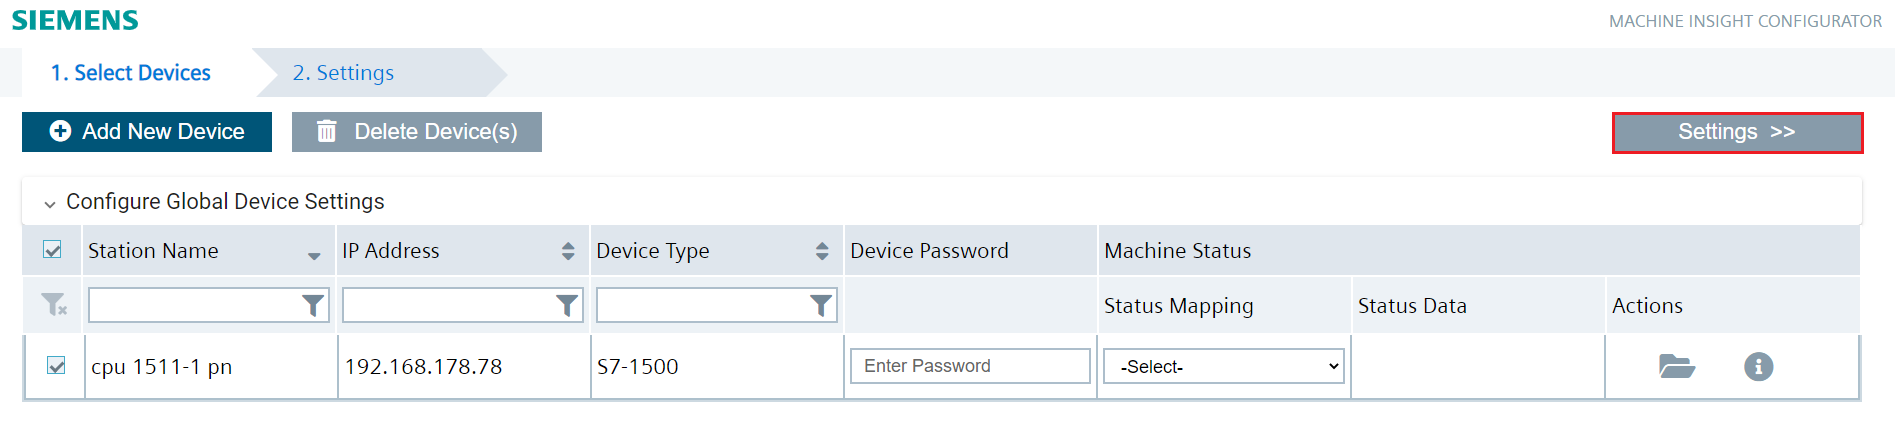 SIEMENS
MACHINE INSIGHT CONFIGURATOR
1. Select Devices
2. Settings
Add New Device
Delete Device(s)
Settings >>
Configure Global Device Settings
Station Name
IP Address
Device Type
Device Password
Machine Status
Status Mapping
Status Data
Actions
cpu 1511-1 pn
192.168.178.78
S7-1500
Enter Password
-Select-